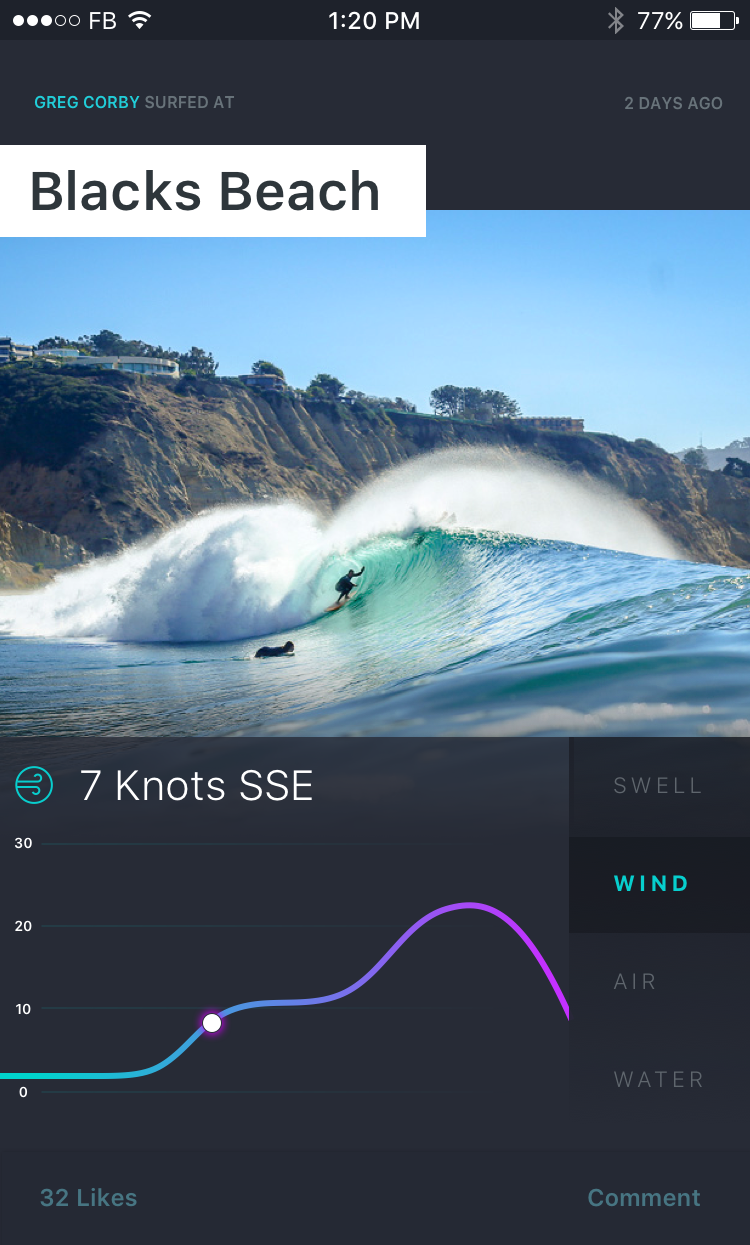 FB 1:20 PM 77%
GREG CORBY SURFED AT 2 DAYS AGO
Blacks Beach
7 Knots SSE
SWELL
30
WIND
20
AIR
10
WATER
0
32 Likes Comment